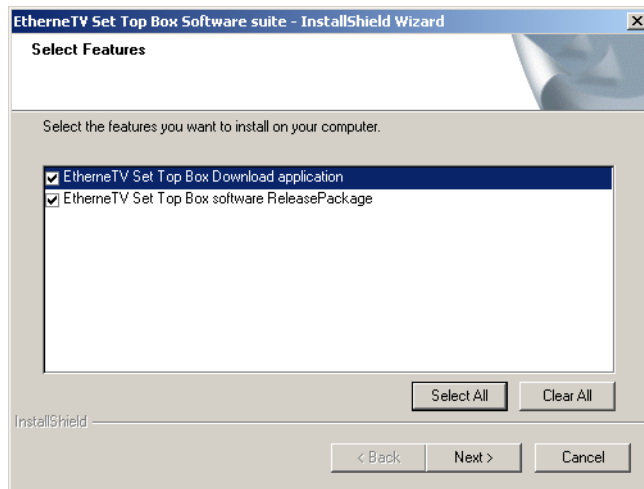 EtherneTV Set Top Box Software suite - InstallShield Wizard
Select Features
Select the features you want to install on your computer.
EtherneTV Set Top Box Download application
EtherneTV Set Top Box software ReleasePackage
Select All
Clear All
InstallShield
< Back
Next >
Cancel